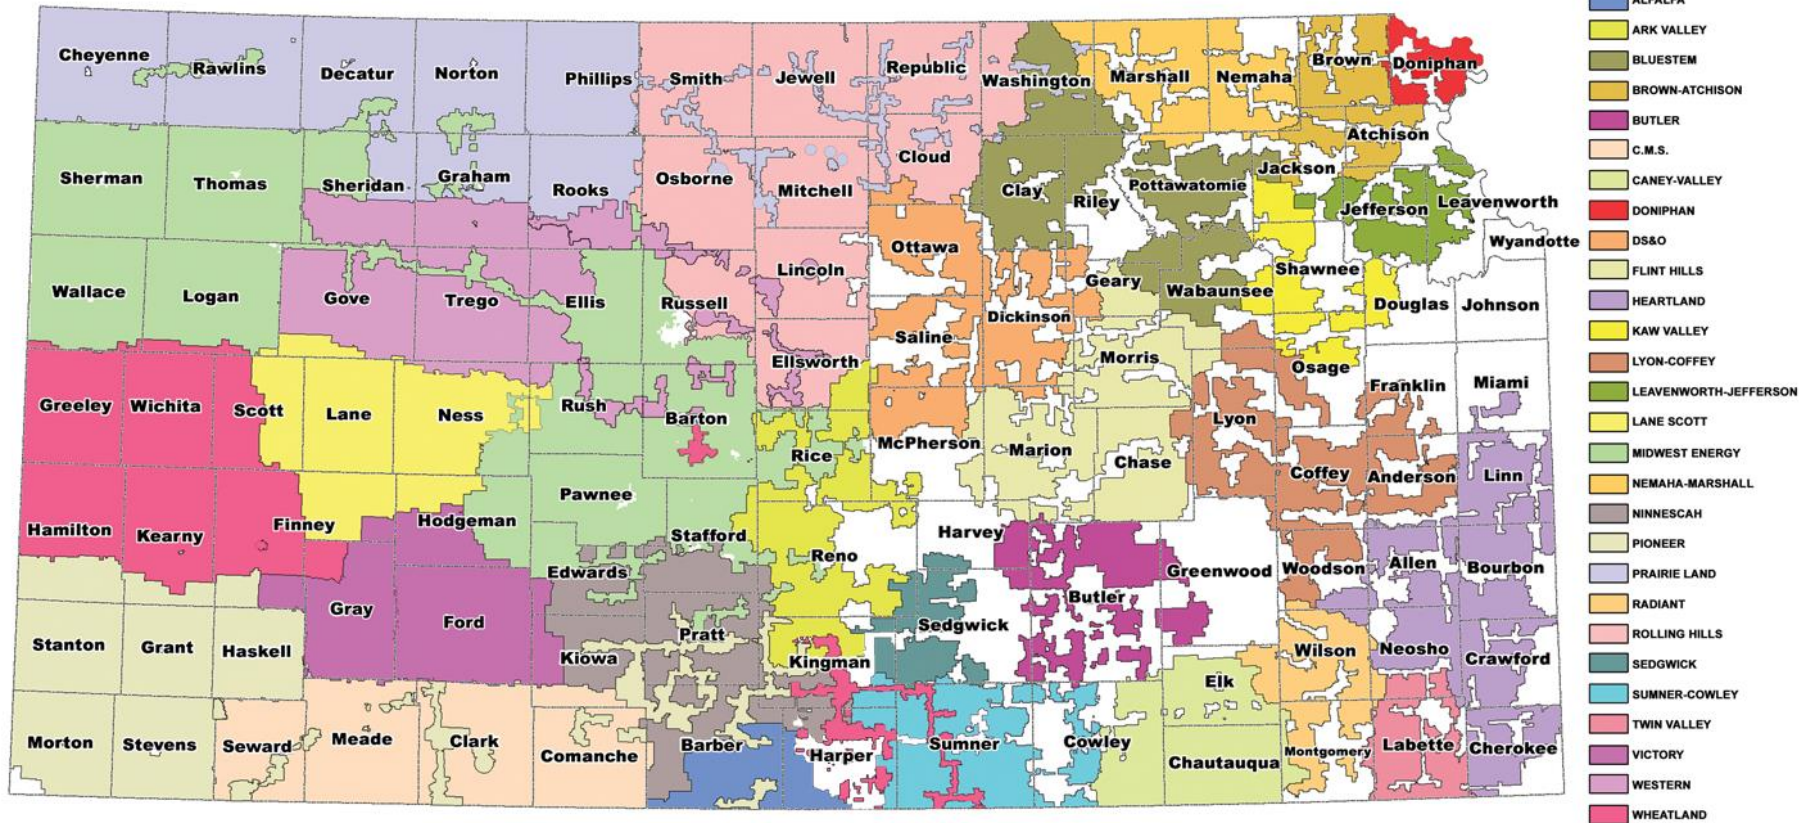 Cheyenne
Rawlins
Decatur
Norton
Phillips
Smith
Jewell
Republic
Washington
Marshall
Nemaha
Brown
Doniphan
Atchison
Sherman
Thomas
Sheridan
Graham
Rooks
Osborne
Mitchell
Cloud
Clay
Riley
Pottawatomie
Jackson
Jefferson
Leavenworth
Wyandotte
Wallace
Logan
Gove
Trego
Ellis
Russell
Lincoln
Ottawa
Saline
Dickinson
Geary
Wabaunsee
Shawnee
Douglas
Johnson
Greeley
Wichita
Scott
Lane
Ness
Rush
Barton
Ellsworth
Rice
McPherson
Marion
Morris
Chase
Lyon
Osage
Franklin
Miami
Coffey
Anderson
Linn
Hamilton
Kearny
Finney
Hodgeman
Pawnee
Stafford
Edwards
Reno
Harvey
Butler
Greenwood
Woodson
Allen
Bourbon
Stanton
Grant
Haskell
Gray
Ford
Kiowa
Pratt
Kingman
Sedgwick
Elk
Wilson
Neosho
Crawford
Morton
Stevens
Seward
Meade
Clark
Comanche
Barber
Harper
Sumner
Cowley
Chautauqua
Montgomery
Labette
Cherokee
ALFALFA
ARK VALLEY
BLUESTEM
BROWN-ATCHISON
BUTLER
C.M.S.
CANEY-VALLEY
DONIPHAN
DS&O
FLINT HILLS
HEARTLAND
KAW VALLEY
LYON-COFFEY
LEAVENWORTH-JEFFERSON
LANE SCOTT
MIDWEST ENERGY
NEMAHA-MARSHALL
NINNESCAH
PIONEER
PRAIRIE LAND
RADIANT
ROLLING HILLS
SEDGWICK
SUMNER-COWLEY
TWIN VALLEY
VICTORY
WESTERN
WHEATLAND